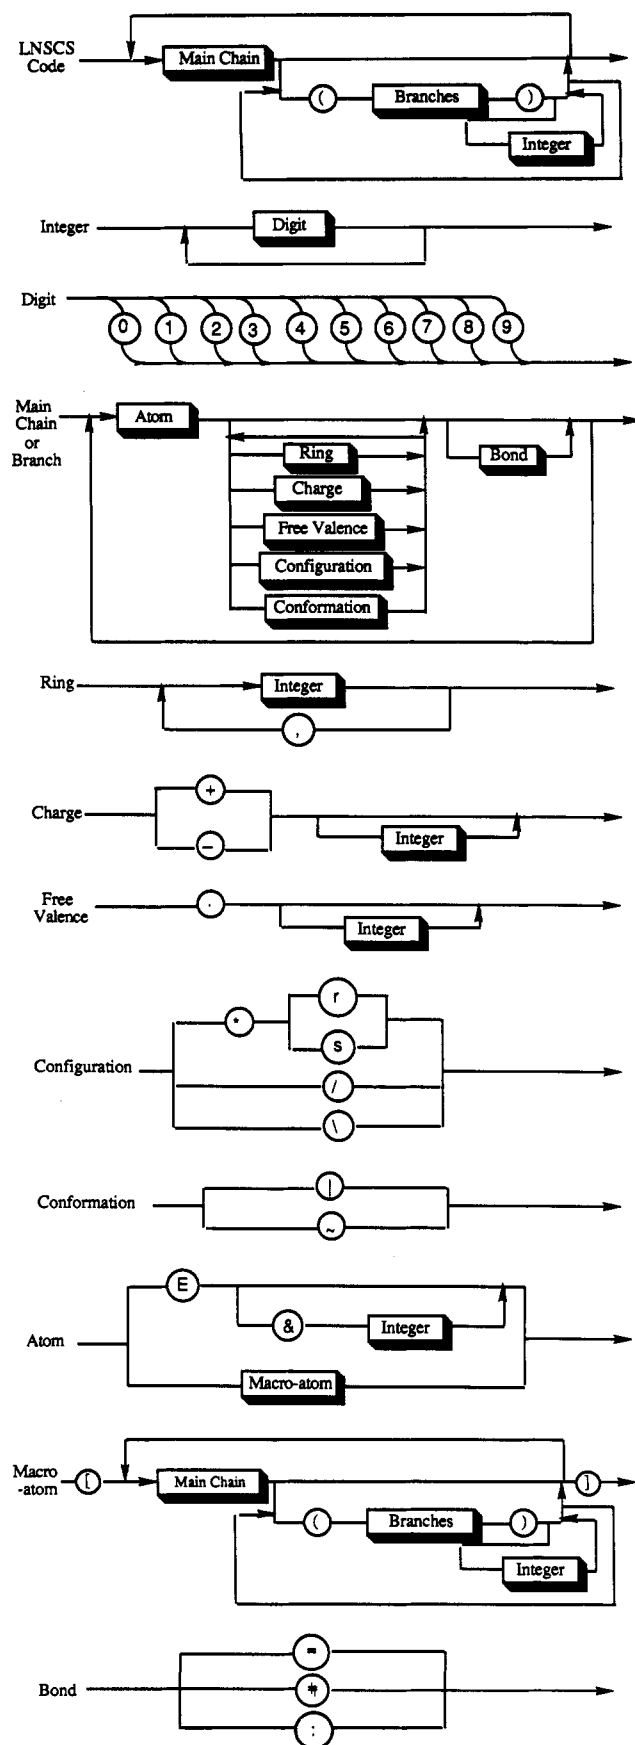 LNSCS
Code
Main Chain
( Branches )
Integer
Integer
Digit
Digit
0 1 2 3 4 5 6 7 8 9
Main
Chain
or
Branch
Atom
Ring
Bond
Charge
Free Valence
Configuration
Conformation
Ring
Integer
,
Charge
+
−
Integer
Free
Valence
.
Integer
Configuration
*
r
s
/
\
Conformation
|
~
Atom
E
& Integer
Macro-atom
Macro
-atom
[ Main Chain ]
( Branches )
Integer
Bond
=
#
: